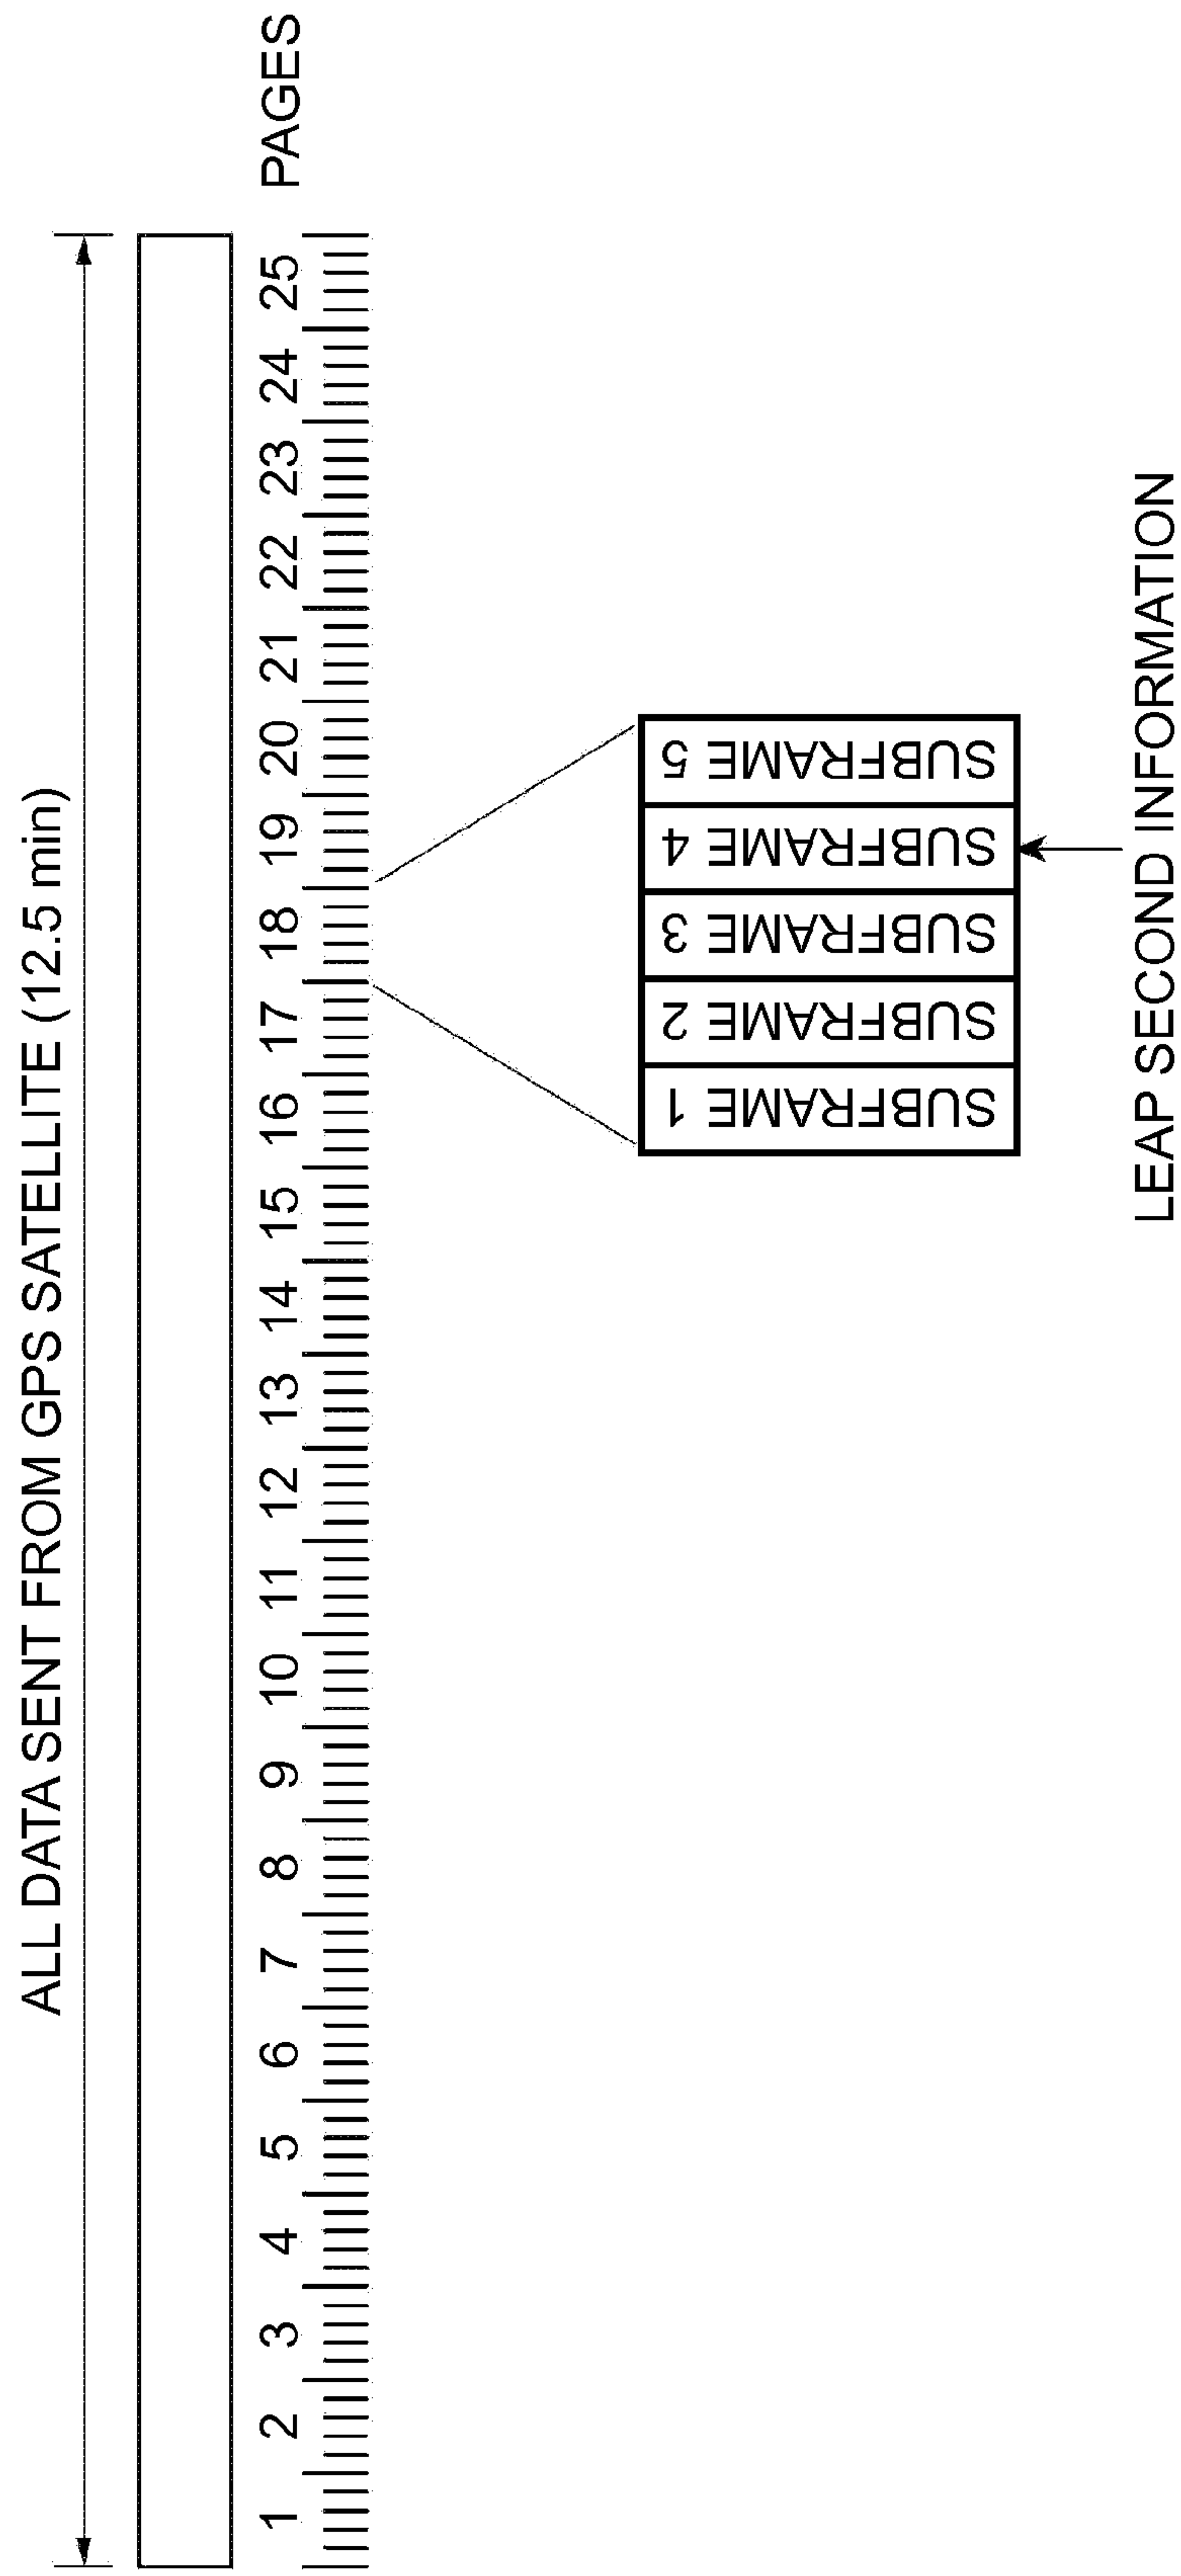 ALL DATA SENT FROM GPS SATELLITE (12.5 min)
1 2 3 4 5 6 7 8 9 10 11 12 13 14 15 16 17 18 19 20 21 22 23 24 25 PAGES
SUBFRAME 1
SUBFRAME 2
SUBFRAME 3
SUBFRAME 4
SUBFRAME 5
LEAP SECOND INFORMATION